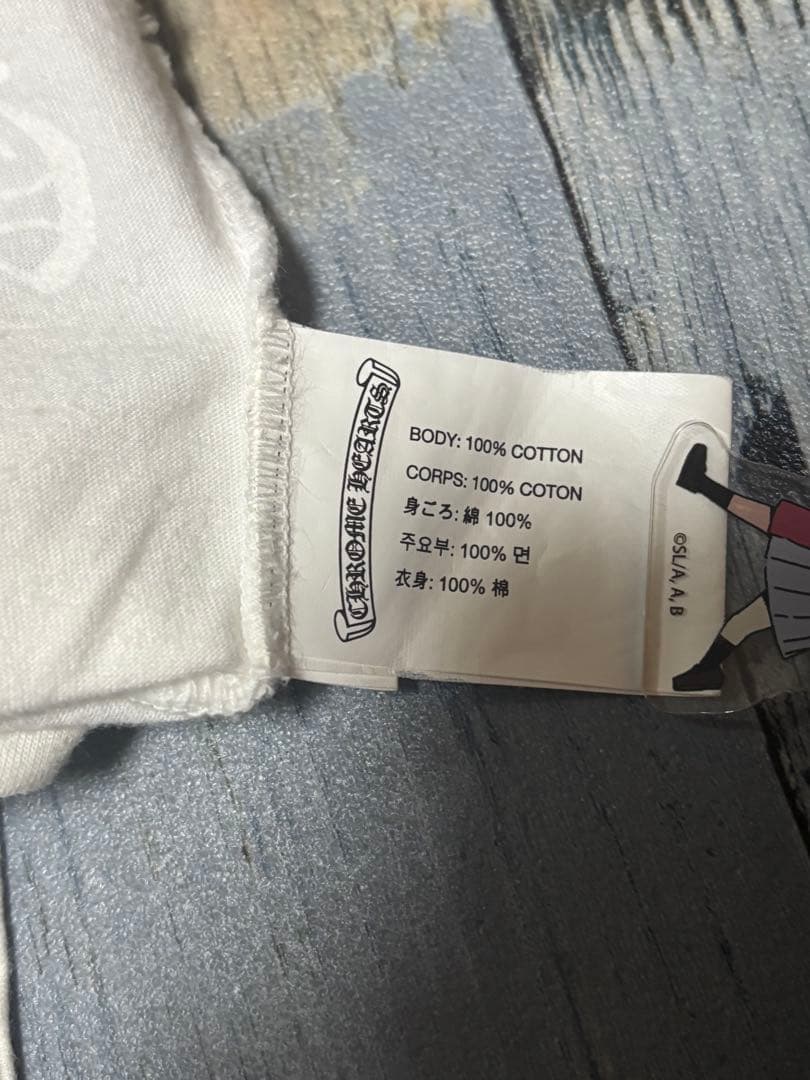 CHROME HEARTS
BODY: 100% COTTON
CORPS: 100% COTON
身ごろ: 綿 100%
주요부: 100% 면
衣身: 100% 棉
©SL/A, A, B